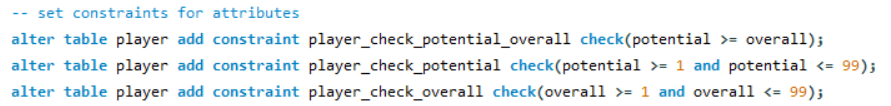 -- set constraints for attributes
alter table player add constraint player_check_potential_overall check(potential >= overall);
alter table player add constraint player_check_potential check(potential >= 1 and potential <= 99);
alter table player add constraint player_check_overall check(overall >= 1 and overall <= 99);